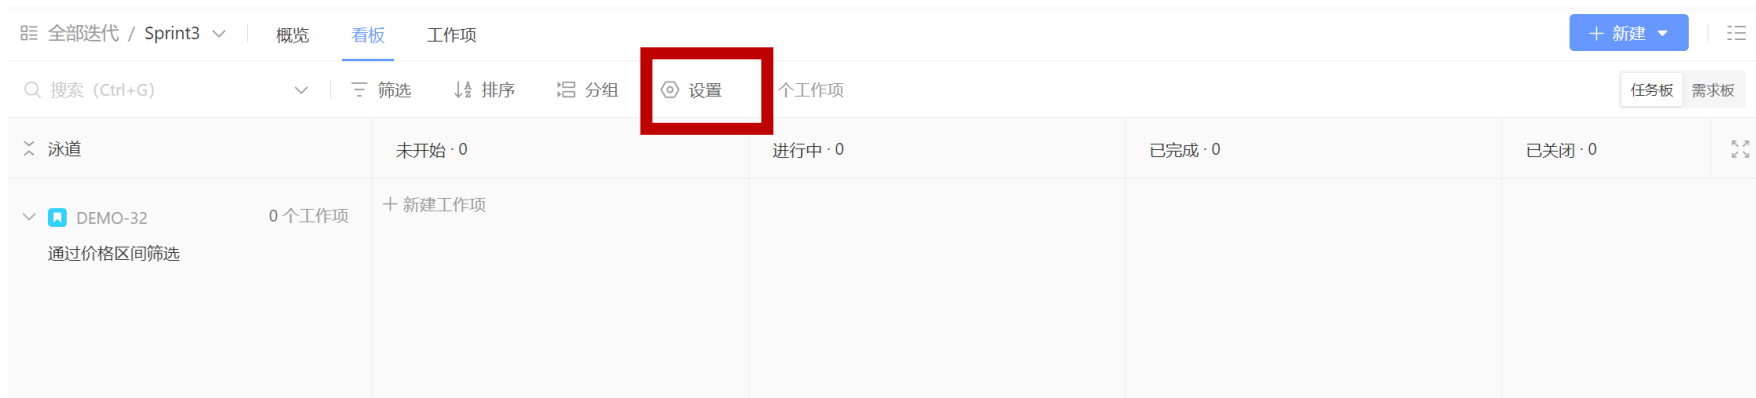 全部迭代 / Sprint3 概览 看板 工作项 + 新建
搜索（Ctrl+G） 筛选 排序 分组 设置 个工作项 任务板 需求板
泳道 未开始 · 0 进行中 · 0 已完成 · 0 已关闭 · 0
DEMO-32 0 个工作项 + 新建工作项
通过价格区间筛选